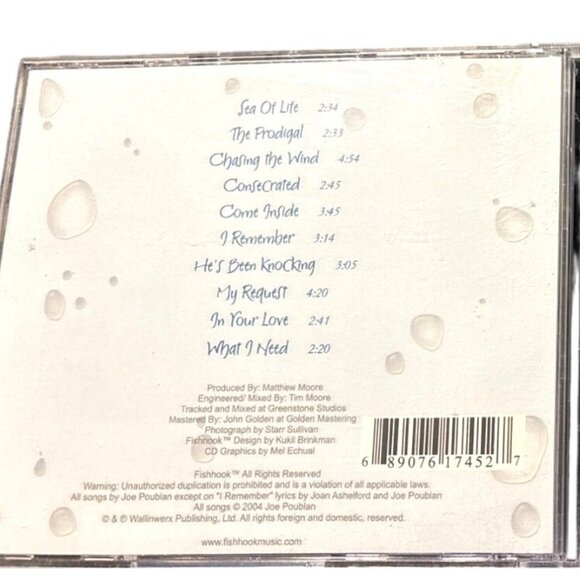 Sea Of Life 2:34
The Prodigal 2:33
Chasing the Wind 4:54
Consecrated 2:45
Come Inside 3:45
I Remember 3:14
He's Been Knocking 3:05
My Request 4:20
In Your Love 2:41
What I Need 2:20
Produced By: Matthew Moore
Engineered/ Mixed By: Tim Moore
Tracked and Mixed at Greenstone Studios
Mastered By: John Golden at Golden Mastering
Photograph by Starr Sullivan
Fishhook™ Design by Kukil Brinkman
CD Graphics by Mel Echual
6 89076 17452 7
Fishhook™ All Rights Reserved
Warning: Unauthorized duplication is prohibited and is a violation of all applicable laws.
All songs by Joe Poublan except on "I Remember" lyrics by Joan Ashelford and Joe Poublan
All songs © 2004 Joe Poublan
© & ℗ Wallinwerx Publishing, Ltd. All rights foreign and domestic, reserved.
www.fishhookmusic.com